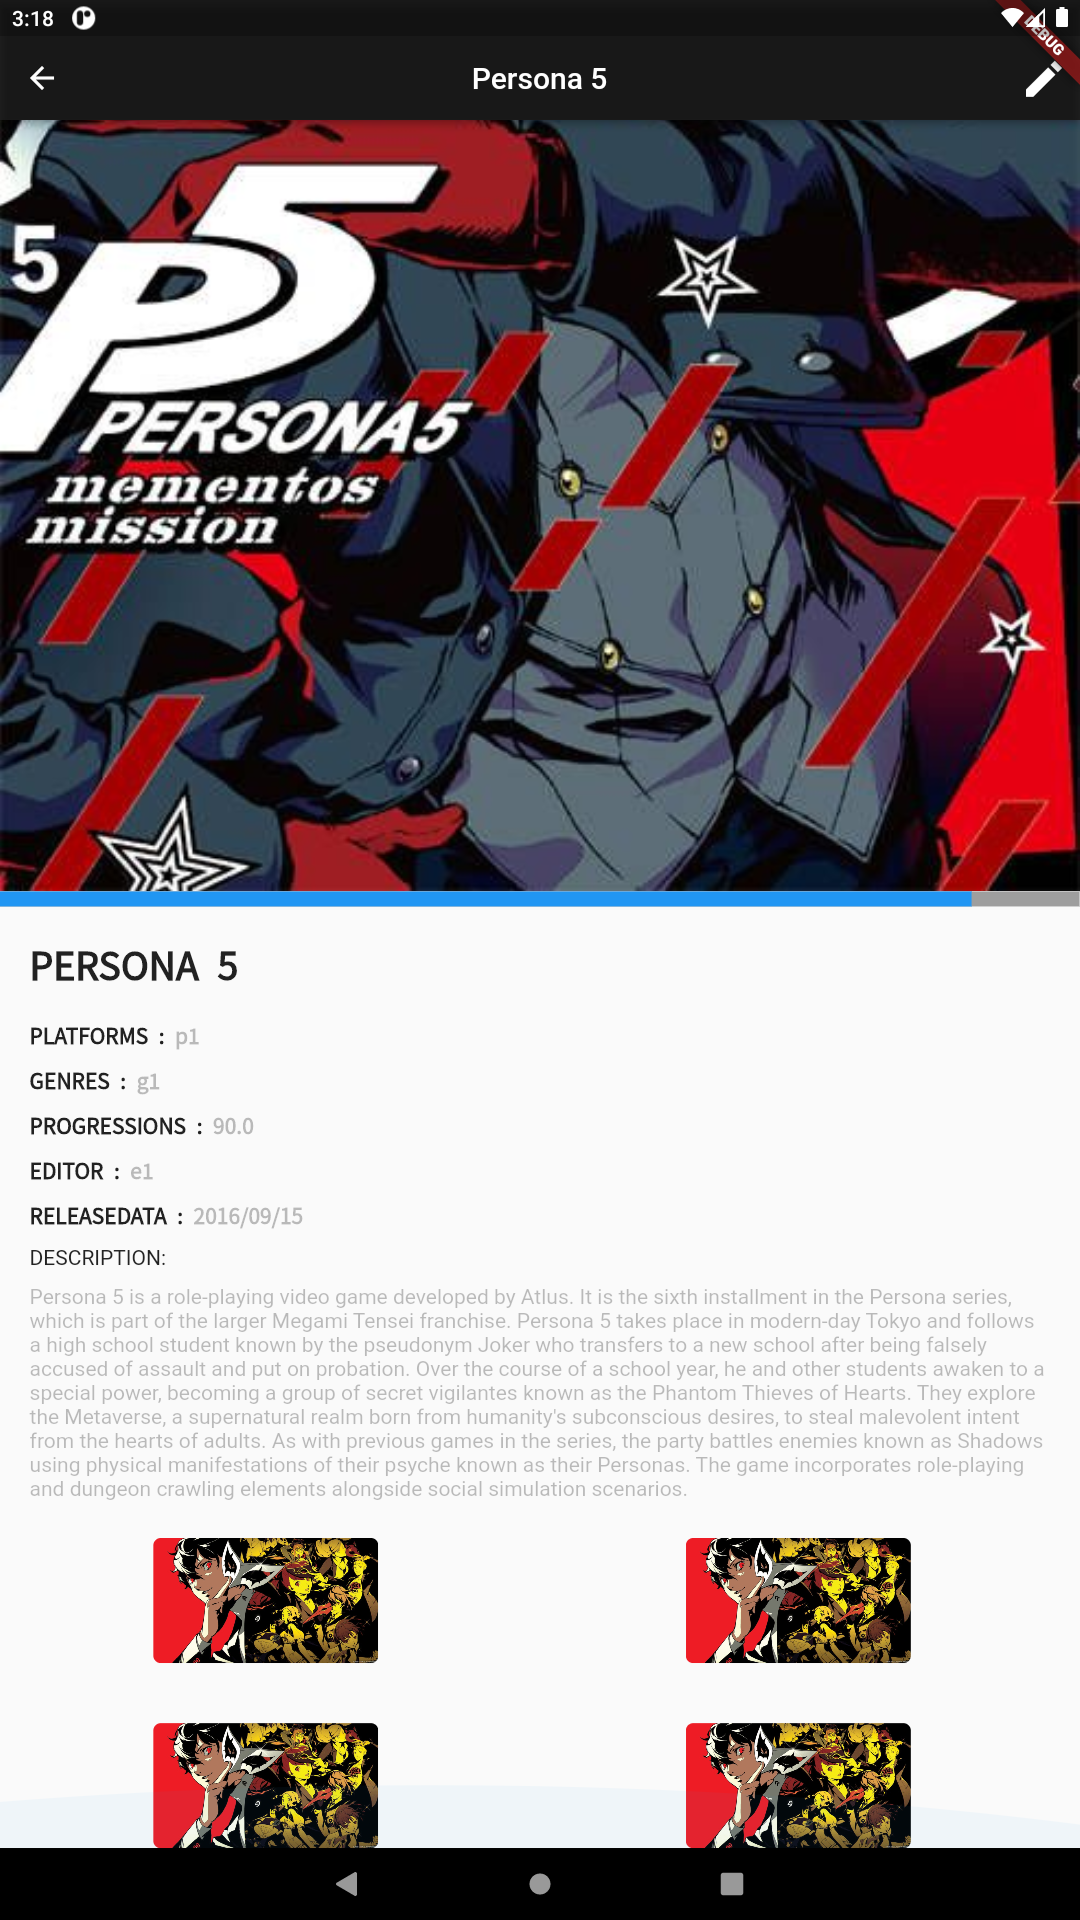 3:18
DEBUG
Persona 5
5
P5
PERSONA5
mementos
mission
PERSONA 5
PLATFORMS : p1
GENRES : g1
PROGRESSIONS : 90.0
EDITOR : e1
RELEASEDATA : 2016/09/15
DESCRIPTION:
Persona 5 is a role-playing video game developed by Atlus. It is the sixth installment in the Persona series,
which is part of the larger Megami Tensei franchise. Persona 5 takes place in modern-day Tokyo and follows
a high school student known by the pseudonym Joker who transfers to a new school after being falsely
accused of assault and put on probation. Over the course of a school year, he and other students awaken to a
special power, becoming a group of secret vigilantes known as the Phantom Thieves of Hearts. They explore
the Metaverse, a supernatural realm born from humanity's subconscious desires, to steal malevolent intent
from the hearts of adults. As with previous games in the series, the party battles enemies known as Shadows
using physical manifestations of their psyche known as their Personas. The game incorporates role-playing
and dungeon crawling elements alongside social simulation scenarios.